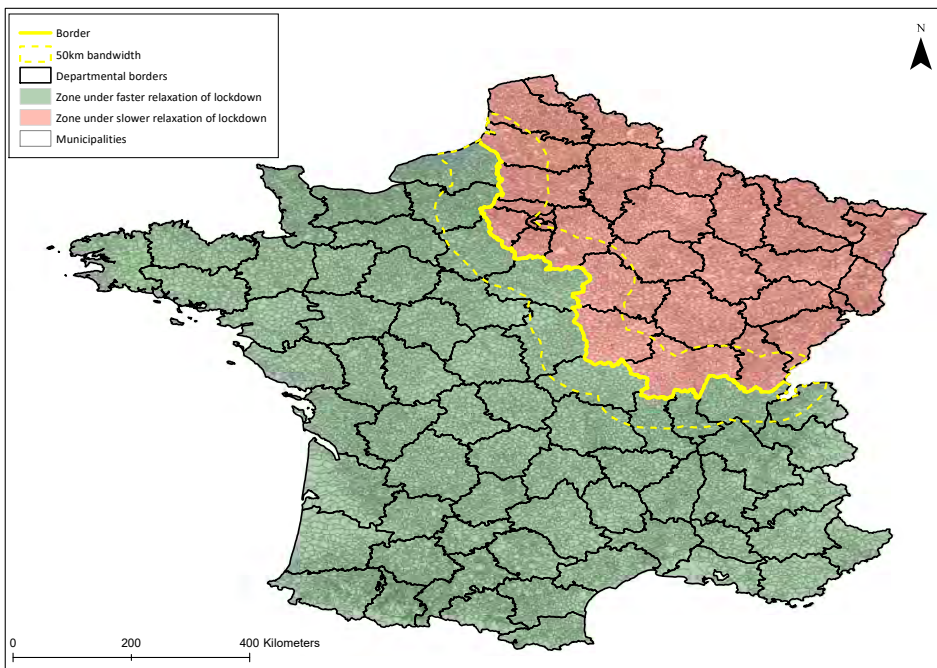 Border
50km bandwidth
Departmental borders
Zone under faster relaxation of lockdown
Zone under slower relaxation of lockdown
Municipalities
N
0 200 400 Kilometers